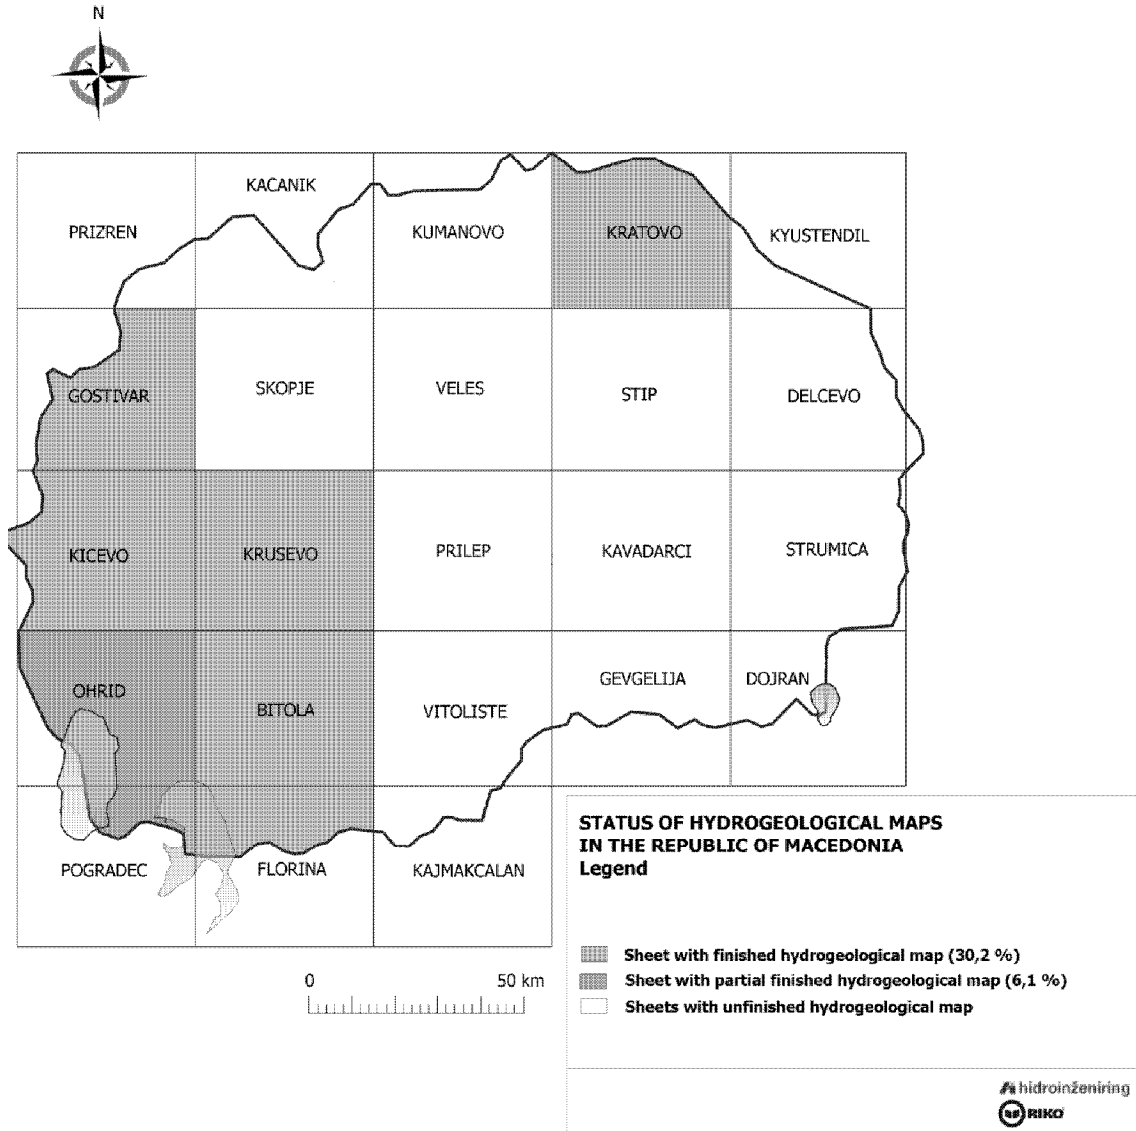 N
KACANIK
PRIZREN
KUMANOVO
KRATOVO
KYUSTENDIL
GOSTIVAR
SKOPJE
VELES
STIP
DELCEVO
KICEVO
KRUSEVO
PRILEP
KAVADARCI
STRUMICA
OHRID
BITOLA
VITOLISTE
GEVGELIJA
DOJRAN
POGRADEC
FLORINA
KAJMAKCALAN
STATUS OF HYDROGEOLOGICAL MAPS
IN THE REPUBLIC OF MACEDONIA
Legend
Sheet with finished hydrogeological map (30,2 %)
Sheet with partial finished hydrogeological map (6,1 %)
Sheets with unfinished hydrogeological map
0 50 km
hidroinženiring
RIKO